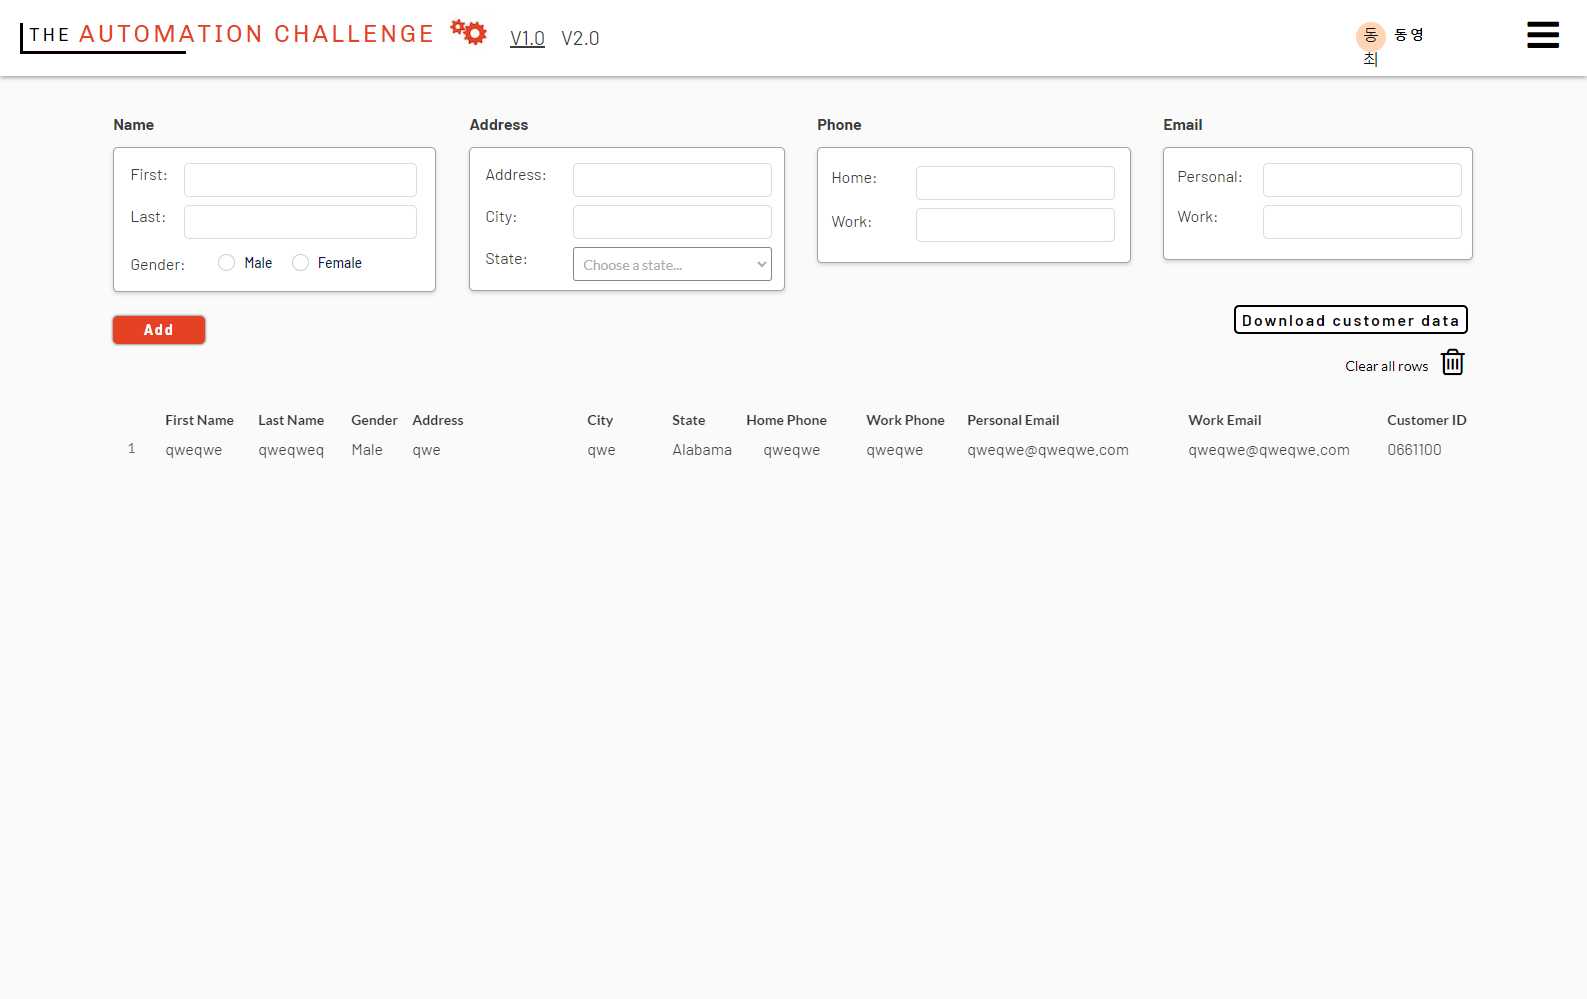 THE AUTOMATION CHALLENGE V1.0 V2.0 동 최 동 영
Name
First:
Last:
Gender: Male Female
Address
Address:
City:
State: Choose a state...
Phone
Home:
Work:
Email
Personal:
Work:
Add
Download customer data
Clear all rows
First Name Last Name Gender Address City State Home Phone Work Phone Personal Email Work Email Customer ID
1 qweqwe qweqweq Male qwe qwe Alabama qweqwe qweqwe qweqwe@qweqwe.com qweqwe@qweqwe.com 0661100